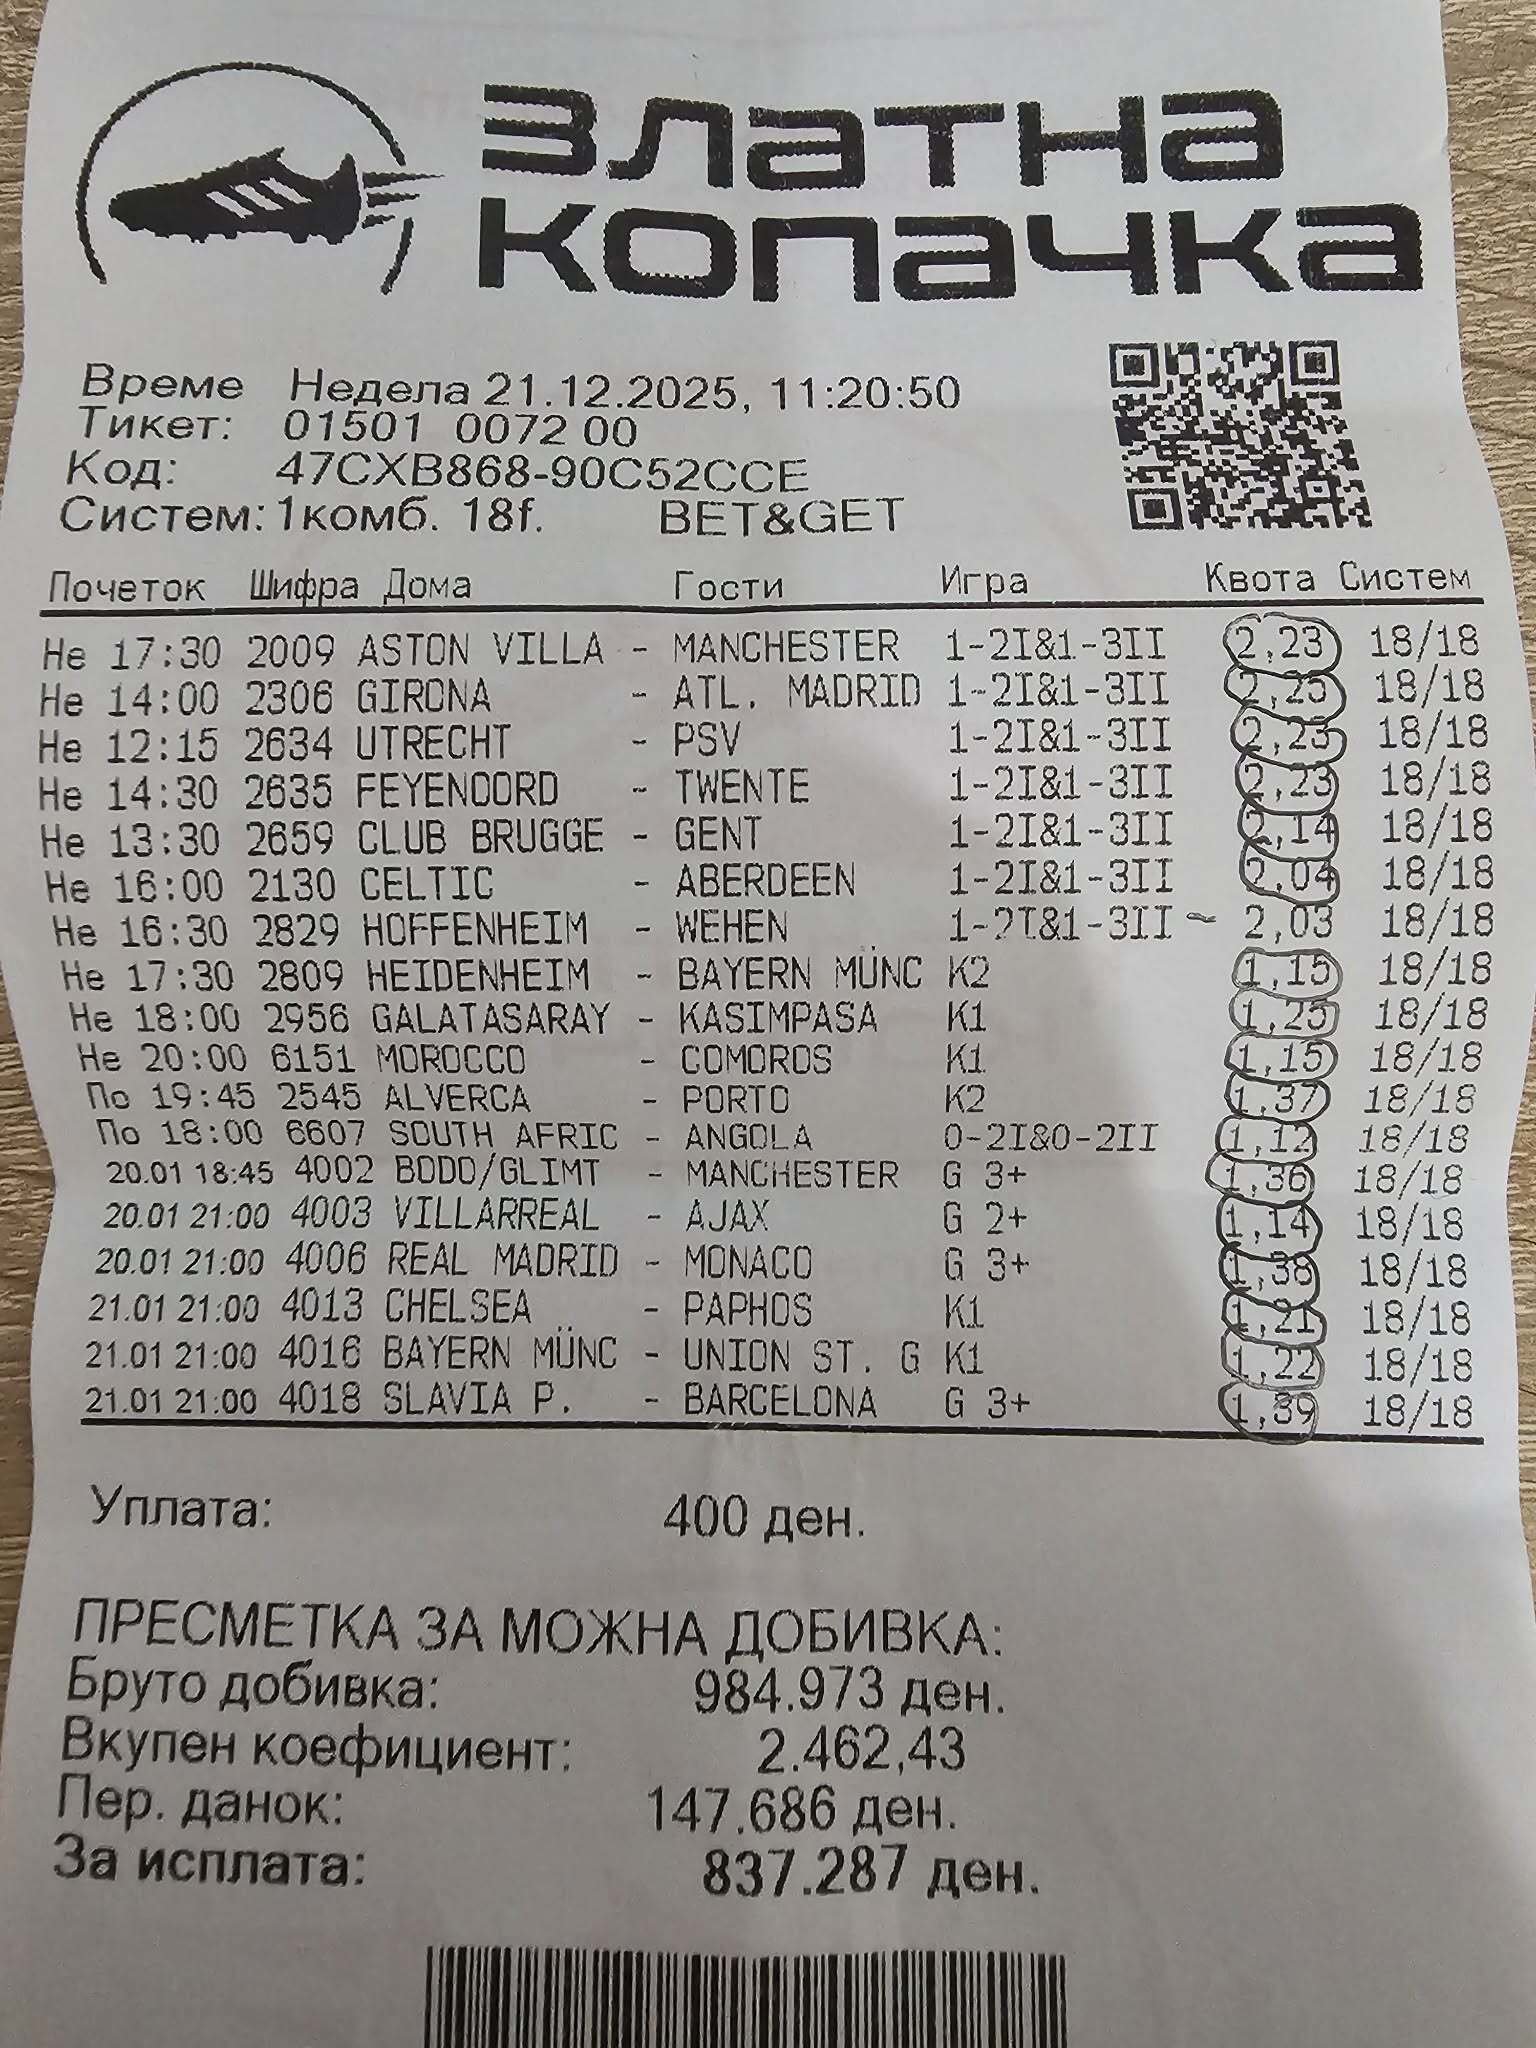 Златна
Копачка
Време Недела 21.12.2025, 11:20:50
Тикет: 01501 0072 00
Код: 47CXB868-90C52CCE
Систем: 1комб. 18f. BET&GET
Почеток Шифра Дома Гости Игра Квота Систем
Не 17:30 2009 ASTON VILLA - MANCHESTER 1-2I&1-3II 2,23 18/18
Не 14:00 2306 GIRONA - ATL. MADRID 1-2I&1-3II 2,25 18/18
Не 12:15 2634 UTRECHT - PSV 1-2I&1-3II 2,23 18/18
Не 14:30 2635 FEYENOORD - TWENTE 1-2I&1-3II 2,23 18/18
Не 13:30 2659 CLUB BRUGGE - GENT 1-2I&1-3II 2,14 18/18
Не 16:00 2130 CELTIC - ABERDEEN 1-2I&1-3II 2,04 18/18
Не 16:30 2829 HOFFENHEIM - WEHEN 1-2I&1-3II ~ 2,03 18/18
Не 17:30 2809 HEIDENHEIM - BAYERN MÜNC K2 1,15 18/18
Не 18:00 2956 GALATASARAY - KASIMPASA K1 1,25 18/18
Не 20:00 6151 MOROCCO - COMOROS K1 1,15 18/18
По 19:45 2545 ALVERCA - PORTO K2 1,37 18/18
По 18:00 6607 SOUTH AFRIC - ANGOLA 0-2I&0-2II 1,12 18/18
20.01 18:45 4002 BODO/GLIMT - MANCHESTER G 3+ 1,36 18/18
20.01 21:00 4003 VILLARREAL - AJAX G 2+ 1,14 18/18
20.01 21:00 4006 REAL MADRID - MONACO G 3+ 1,38 18/18
21.01 21:00 4013 CHELSEA - PAPHOS K1 1,21 18/18
21.01 21:00 4016 BAYERN MÜNC - UNION ST. G K1 1,22 18/18
21.01 21:00 4018 SLAVIA P. - BARCELONA G 3+ 1,39 18/18
Уплата: 400 ден.
ПРЕСМЕТКА ЗА МОЖНА ДОБИВКА:
Бруто добивка: 984.973 ден.
Вкупен коефициент: 2.462,43
Пер. данок: 147.686 ден.
За исплата: 837.287 ден.